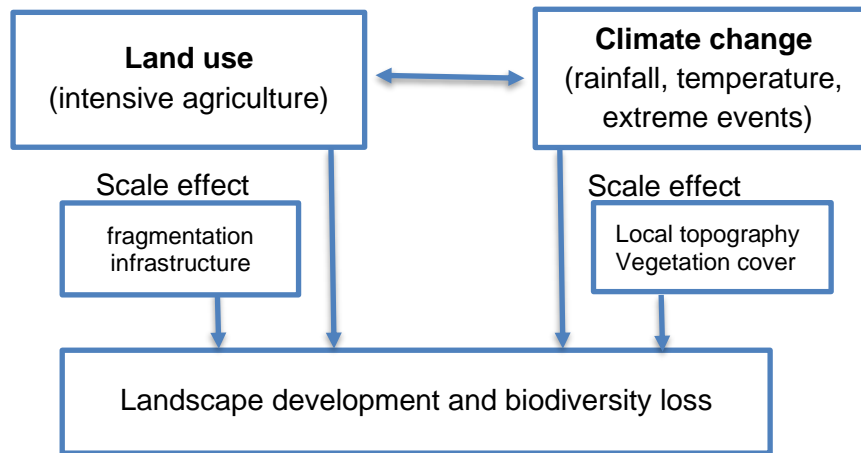 Land use
(intensive agriculture)
Climate change
(rainfall, temperature,
extreme events)
Scale effect
fragmentation
infrastructure
Scale effect
Local topography
Vegetation cover
Landscape development and biodiversity loss